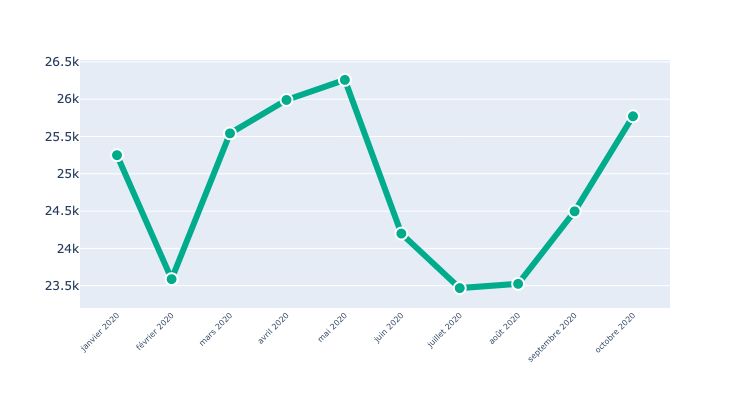 26.5k
26k
25.5k
25k
24.5k
24k
23.5k
janvier 2020
février 2020
mars 2020
avril 2020
mai 2020
juin 2020
juillet 2020
août 2020
septembre 2020
octobre 2020